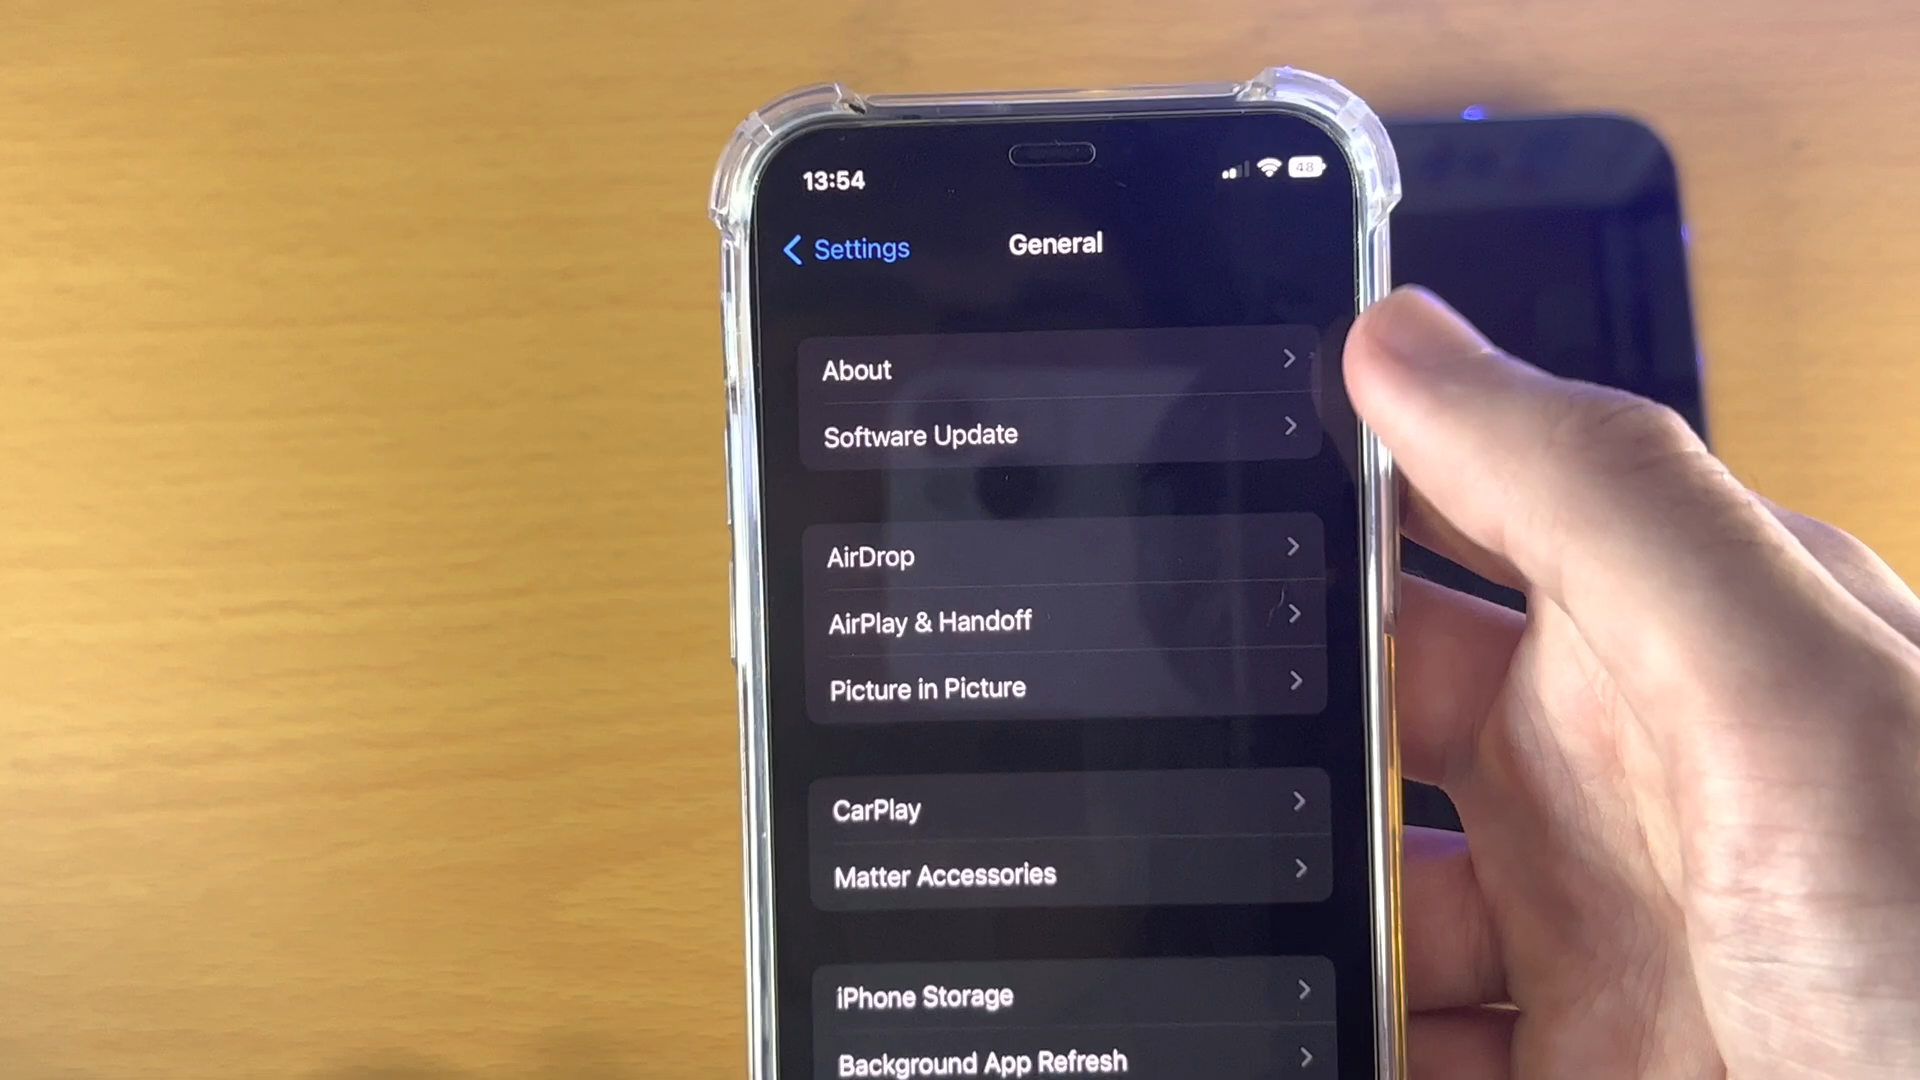 13:54
48
Settings
General
About
Software Update
AirDrop
AirPlay & Handoff
Picture in Picture
CarPlay
Matter Accessories
iPhone Storage
Background App Refresh